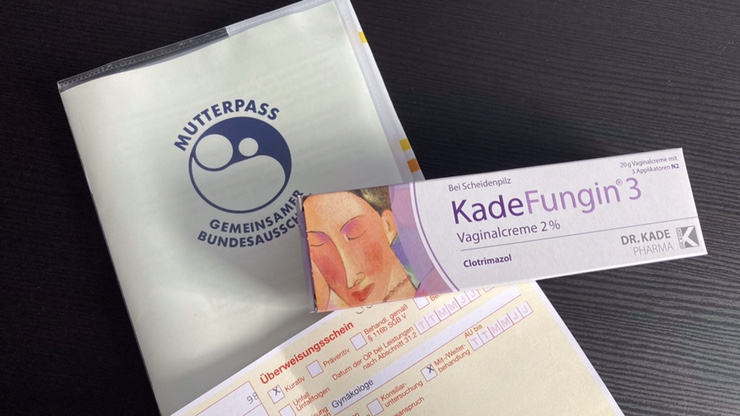 MUTTERPASS
GEMEINSAMER
BUNDESAUSSCH
20 g Vaginalcreme mit
3 Applikatoren N2
Bei Scheidenpilz
KadeFungin® 3
Vaginalcreme 2 %
Clotrimazol
DR. KADE
PHARMA
K
Überweisungsschein
X Kurativ
Präventiv
Behandl. gemäß
§ 116b SGB V
Unfall
Unfallfolgen
Datum der OP bei Leistungen
nach Abschnitt 31.2
T T M M J J
AU bis
T T M M J J
98
X
Gynäkologe
Konsiliar-
untersuchung
X Mit-/Weiter-
behandlung